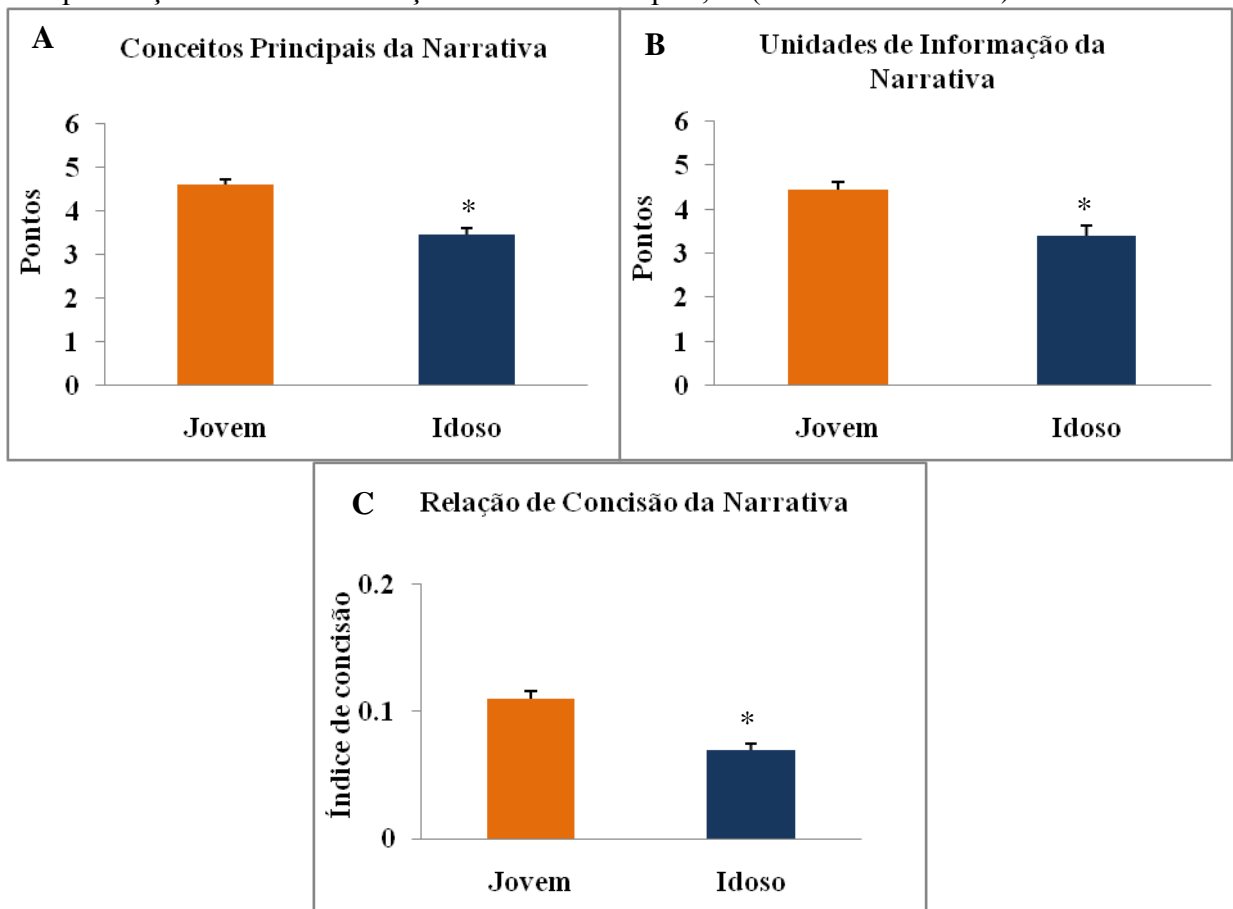 A
Conceitos Principais da Narrativa
6
5
4
3
2
1
0
Pontos
*
Jovem Idoso
B
Unidades de Informação da
Narrativa
6
5
4
3
2
1
0
Pontos
*
Jovem Idoso
C
Relação de Concisão da Narrativa
0.2
0.1
0
Índice de concisão
*
Jovem Idoso